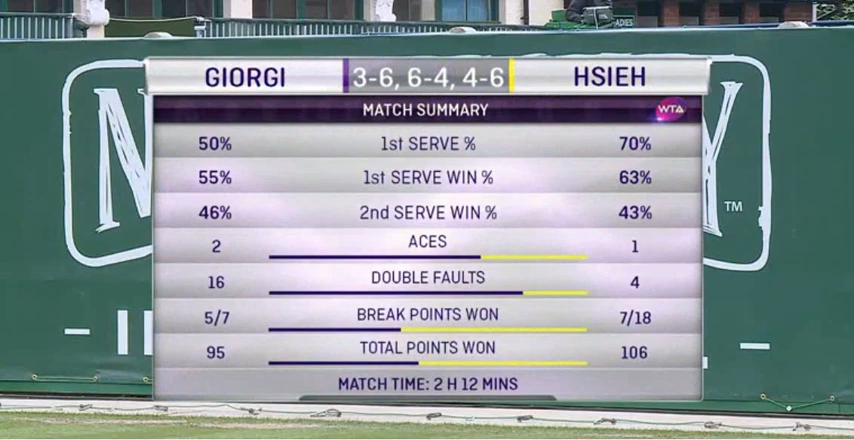 LADIES
GIORGI 3-6, 6-4, 4-6 HSIEH
MATCH SUMMARY WTA
50% 1st SERVE % 70%
55% 1st SERVE WIN % 63%
46% 2nd SERVE WIN % 43%
2 ACES 1
16 DOUBLE FAULTS 4
5/7 BREAK POINTS WON 7/18
95 TOTAL POINTS WON 106
MATCH TIME: 2 H 12 MINS
TM